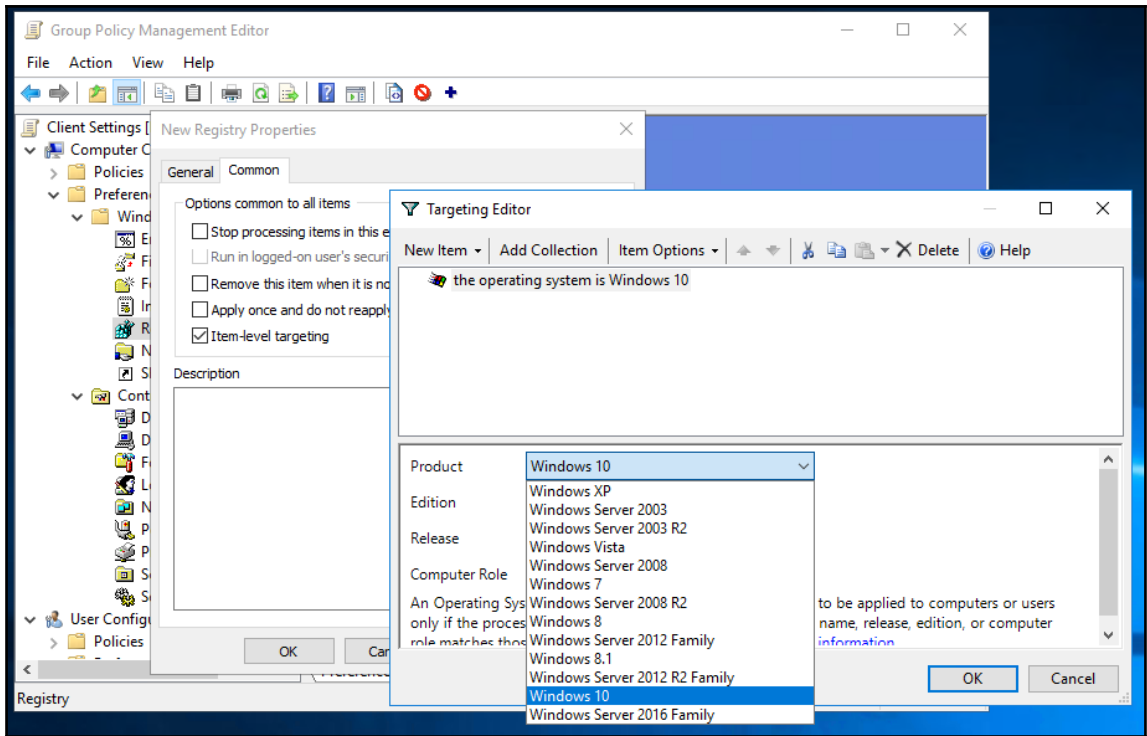 Group Policy Management Editor
File Action View Help
Client Settings [
Computer C
Policies
Preferen
Wind
Cont
User Configu
Policies
Registry
New Registry Properties
General Common
Options common to all items
Stop processing items in this e
Run in logged-on user's securi
Remove this item when it is no
Apply once and do not reapply
Item-level targeting
Description
OK Can
Targeting Editor
New Item Add Collection Item Options Delete Help
the operating system is Windows 10
Product Windows 10
Edition
Release
Computer Role
Windows XP
Windows Server 2003
Windows Server 2003 R2
Windows Vista
Windows Server 2008
Windows 7
Windows Server 2008 R2
Windows 8
Windows Server 2012 Family
Windows 8.1
Windows Server 2012 R2 Family
Windows 10
Windows Server 2016 Family
An Operating Sys to be applied to computers or users
only if the proces name, release, edition, or computer
role matches thos information
OK Cancel